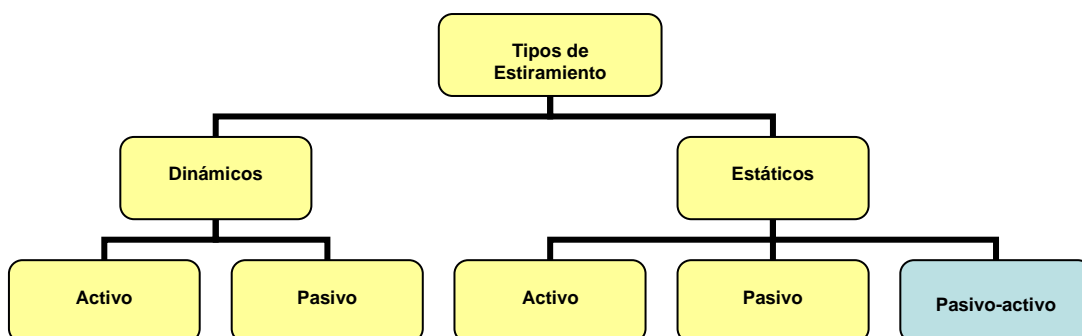 Tipos de
Estiramiento
Dinámicos
Estáticos
Activo
Pasivo
Activo
Pasivo
Pasivo-activo